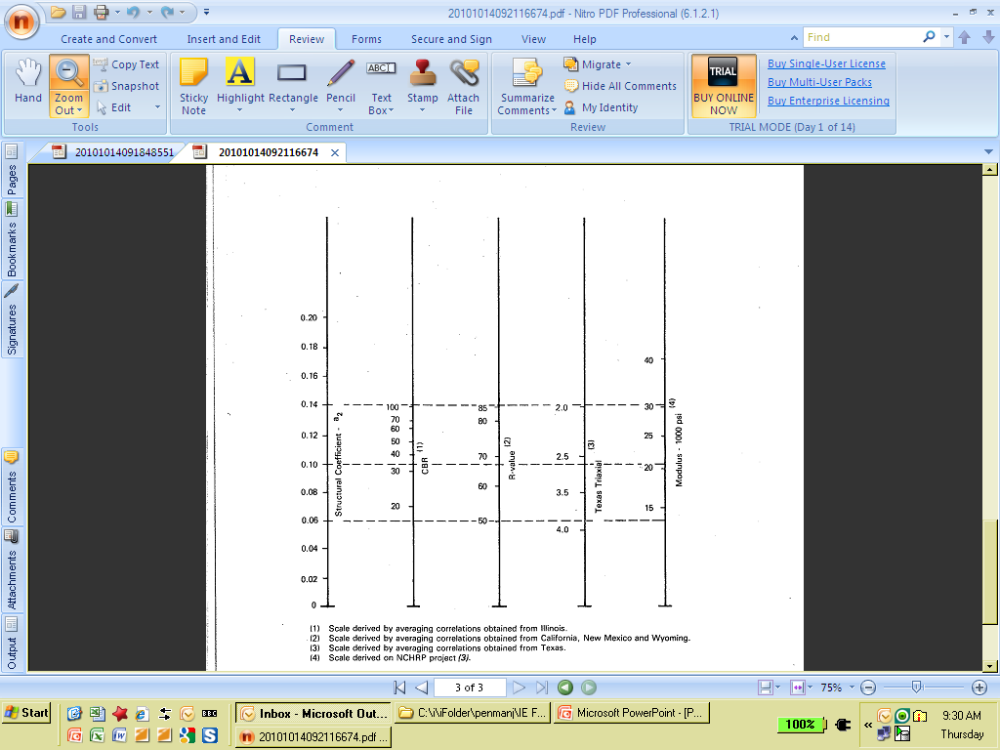 20101014092116674.pdf - Nitro PDF Professional (6.1.2.1)
Create and Convert Insert and Edit Review Forms Secure and Sign View Help
Find
Hand
Zoom Out
Copy Text
Snapshot
Edit
Tools
Sticky Note
Highlight
Rectangle
Pencil
ABC
Text Box
Stamp
Attach File
Comment
Summarize Comments
Migrate
Hide All Comments
My Identity
Review
TRIAL
BUY ONLINE NOW
Buy Single-User License
Buy Multi-User Packs
Buy Enterprise Licensing
TRIAL MODE (Day 1 of 14)
20101014091848551
20101014092116674
Pages
Bookmarks
Signatures
Comments
Attachments
Output
0.20
0.18
0.16
0.14
0.12
0.10
0.08
0.06
0.04
0.02
0
Structural Coefficient - a2
100
70
60
50
40
30
20
CBR (1)
85
80
70
60
50
R-value (2)
2.0
2.5
3.5
4.0
Texas Triaxial (3)
40
30
25
20
15
Modulus - 1000 psi (4)
(1) Scale derived by averaging correlations obtained from Illinois.
(2) Scale derived by averaging correlations obtained from California, New Mexico and Wyoming.
(3) Scale derived by averaging correlations obtained from Texas.
(4) Scale derived on NCHRP project (3).
3 of 3
75%
Start
Inbox - Microsoft Out...
C:\iFolder\penmanj\IE F...
Microsoft PowerPoint - [P...
20101014092116674.pdf ...
100%
9:30 AM
Thursday